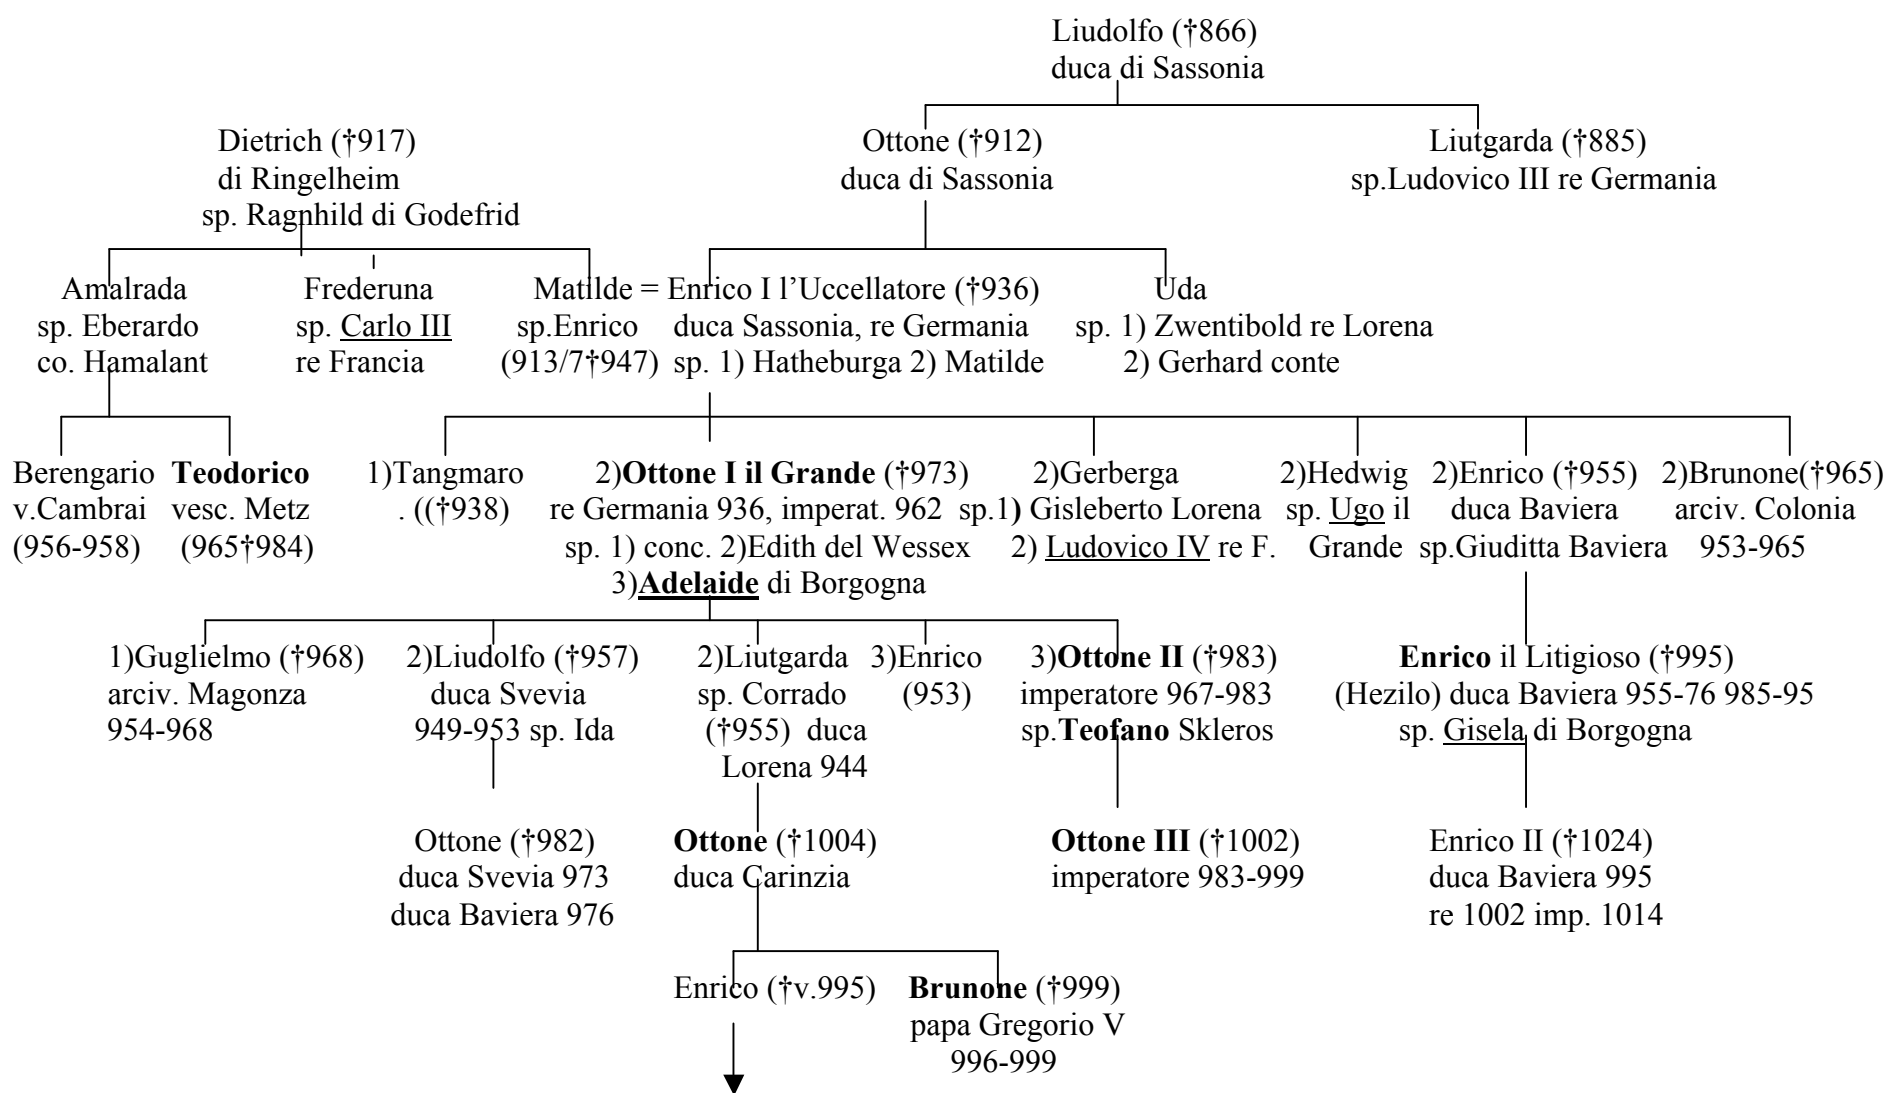 Liudolfo (†866)
duca di Sassonia
Dietrich (†917)
di Ringelheim
sp. Ragnhild di Godefrid
Ottone (†912)
duca di Sassonia
Liutgarda (†885)
sp.Ludovico III re Germania
Amalrada
sp. Eberardo
co. Hamalant
Frederuna
sp. Carlo III
re Francia
Matilde = Enrico I l’Uccellatore (†936)
sp.Enrico
(913/7†947)
duca Sassonia, re Germania
sp. 1) Hatheburga 2) Matilde
Uda
sp. 1) Zwentibold re Lorena
2) Gerhard conte
Berengario
v.Cambrai
(956-958)
Teodorico
vesc. Metz
(965†984)
1)Tangmaro
. ((†938)
2)Ottone I il Grande (†973)
re Germania 936, imperat. 962
sp. 1) conc. 2)Edith del Wessex
3)Adelaide di Borgogna
2)Gerberga
sp.1) Gisleberto Lorena
2) Ludovico IV re F.
2)Hedwig
sp. Ugo il
Grande
2)Enrico (†955)
duca Baviera
sp.Giuditta Baviera
2)Brunone(†965)
arciv. Colonia
953-965
1)Guglielmo (†968)
arciv. Magonza
954-968
2)Liudolfo (†957)
duca Svevia
949-953 sp. Ida
2)Liutgarda
sp. Corrado
(†955) duca
Lorena 944
3)Enrico
(953)
3)Ottone II (†983)
imperatore 967-983
sp.Teofano Skleros
Enrico il Litigioso (†995)
(Hezilo) duca Baviera 955-76 985-95
sp. Gisela di Borgogna
Ottone (†982)
duca Svevia 973
duca Baviera 976
Ottone (†1004)
duca Carinzia
Ottone III (†1002)
imperatore 983-999
Enrico II (†1024)
duca Baviera 995
re 1002 imp. 1014
Enrico (†v.995)
Brunone (†999)
papa Gregorio V
996-999